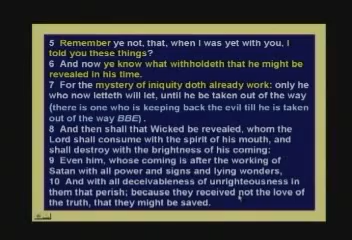 5 Remember ye not, that, when I was yet with you, I
told you these things?
6 And now ye know what withholdeth that he might be
revealed in his time.
7 For the mystery of iniquity doth already work: only he
who now letteth will let, until he be taken out of the way
(there is one who is keeping back the evil till he is taken
out of the way BBE) .
8 And then shall that Wicked be revealed, whom the
Lord shall consume with the spirit of his mouth, and
shall destroy with the brightness of his coming:
9 Even him, whose coming is after the working of
Satan with all power and signs and lying wonders,
10 And with all deceivableness of unrighteousness in
them that perish; because they received not the love of
the truth, that they might be saved.